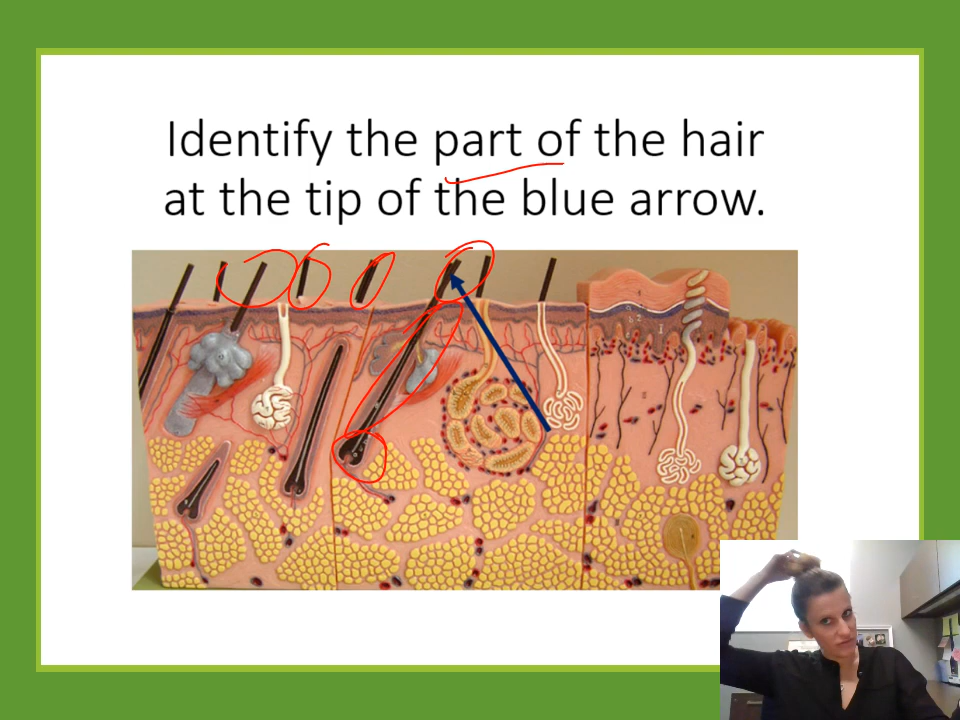 Identify the part of the hair
at the tip of the blue arrow.